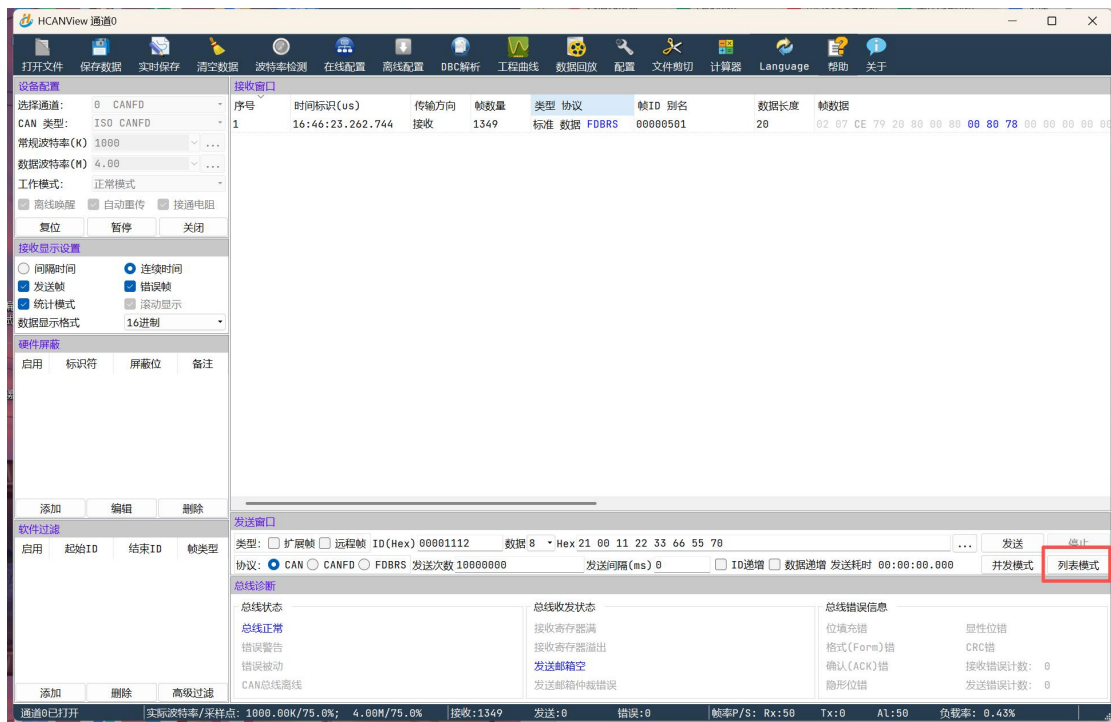 HCANView 通道0
打开文件 保存数据 实时保存 清空数据 波特率检测 在线配置 离线配置 DBC解析 工程曲线 数据回放 配置 文件剪切 计算器 Language 帮助 关于
设备配置
选择通道: 0 CANFD
CAN 类型: ISO CANFD
常规波特率(K) 1000 ...
数据波特率(M) 4.00 ...
工作模式: 正常模式
离线唤醒 自动重传 接通电阻
复位 暂停 关闭
接收显示设置
间隔时间 连续时间
发送帧 错误帧
统计模式 滚动显示
数据显示格式 16进制
硬件屏蔽
启用 标识符 屏蔽位 备注
添加 编辑 删除
软件过滤
启用 起始ID 结束ID 帧类型
添加 删除 高级过滤
接收窗口
序号 时间标识(us) 传输方向 帧数量 类型 协议 帧ID 别名 数据长度 帧数据
1 16:46:23.262.744 接收 1349 标准 数据 FDBRS 00000501 20 02 07 CE 79 20 80 00 80 00 80 78 00 00 00 00 00
发送窗口
类型: 扩展帧 远程帧 ID(Hex) 00001112 数据 8 Hex 21 00 11 22 33 66 55 70 ... 发送 停止
协议: CAN CANFD FDBRS 发送次数 10000000 发送间隔(ms) 0 ID递增 数据递增 发送耗时 00:00:00.000 并发模式 列表模式
总线诊断
总线状态 总线收发状态 总线错误信息
总线正常 接收寄存器满 位填充错 显性位错
错误警告 接收寄存器溢出 格式(Form)错 CRC错
错误被动 发送邮箱空 确认(ACK)错 接收错误计数: 0
CAN总线离线 发送邮箱仲裁错误 隐形位错 发送错误计数: 0
通道0已打开 实际波特率/采样点: 1000.00K/75.0%; 4.00M/75.0% 接收:1349 发送:0 错误:0 帧率P/S: Rx:50 Tx:0 Al:50 负载率: 0.43%